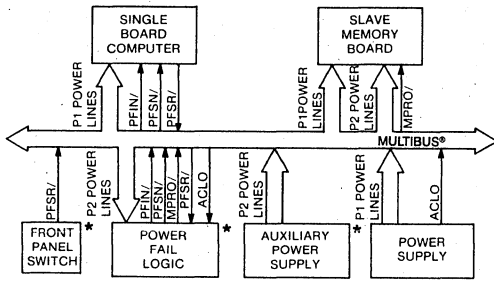 SINGLE
BOARD
COMPUTER
SLAVE
MEMORY
BOARD
P1 POWER
LINES
PFIN/
PFSN/
PFSR/
P1POWER
LINES
P2 POWER
LINES
MPRO/
MULTIBUS®
PFSR/
P2 POWER
LINES
PFIN/
PFSN/
MPRO/
PFSR/
ACLO
P2 POWER
LINES
P1 POWER
LINES
ACLO
FRONT
PANEL
SWITCH
*
POWER
FAIL
LOGIC
*
AUXILIARY
POWER
SUPPLY
*
POWER
SUPPLY